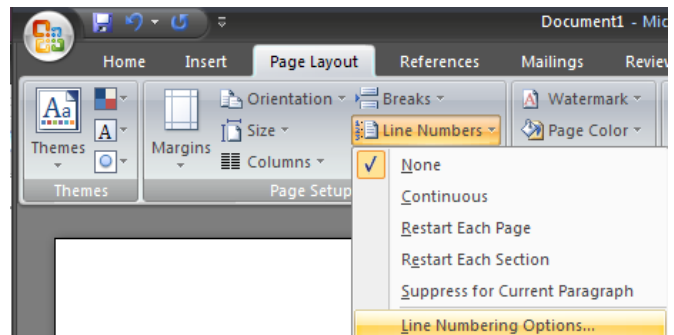 Document1 - Mic
Home Insert Page Layout References Mailings Review
Aa Orientation Breaks Watermark
A Size Line Numbers Page Color
Themes Margins Columns
Themes Page Setup
None
Continuous
Restart Each Page
Restart Each Section
Suppress for Current Paragraph
Line Numbering Options...